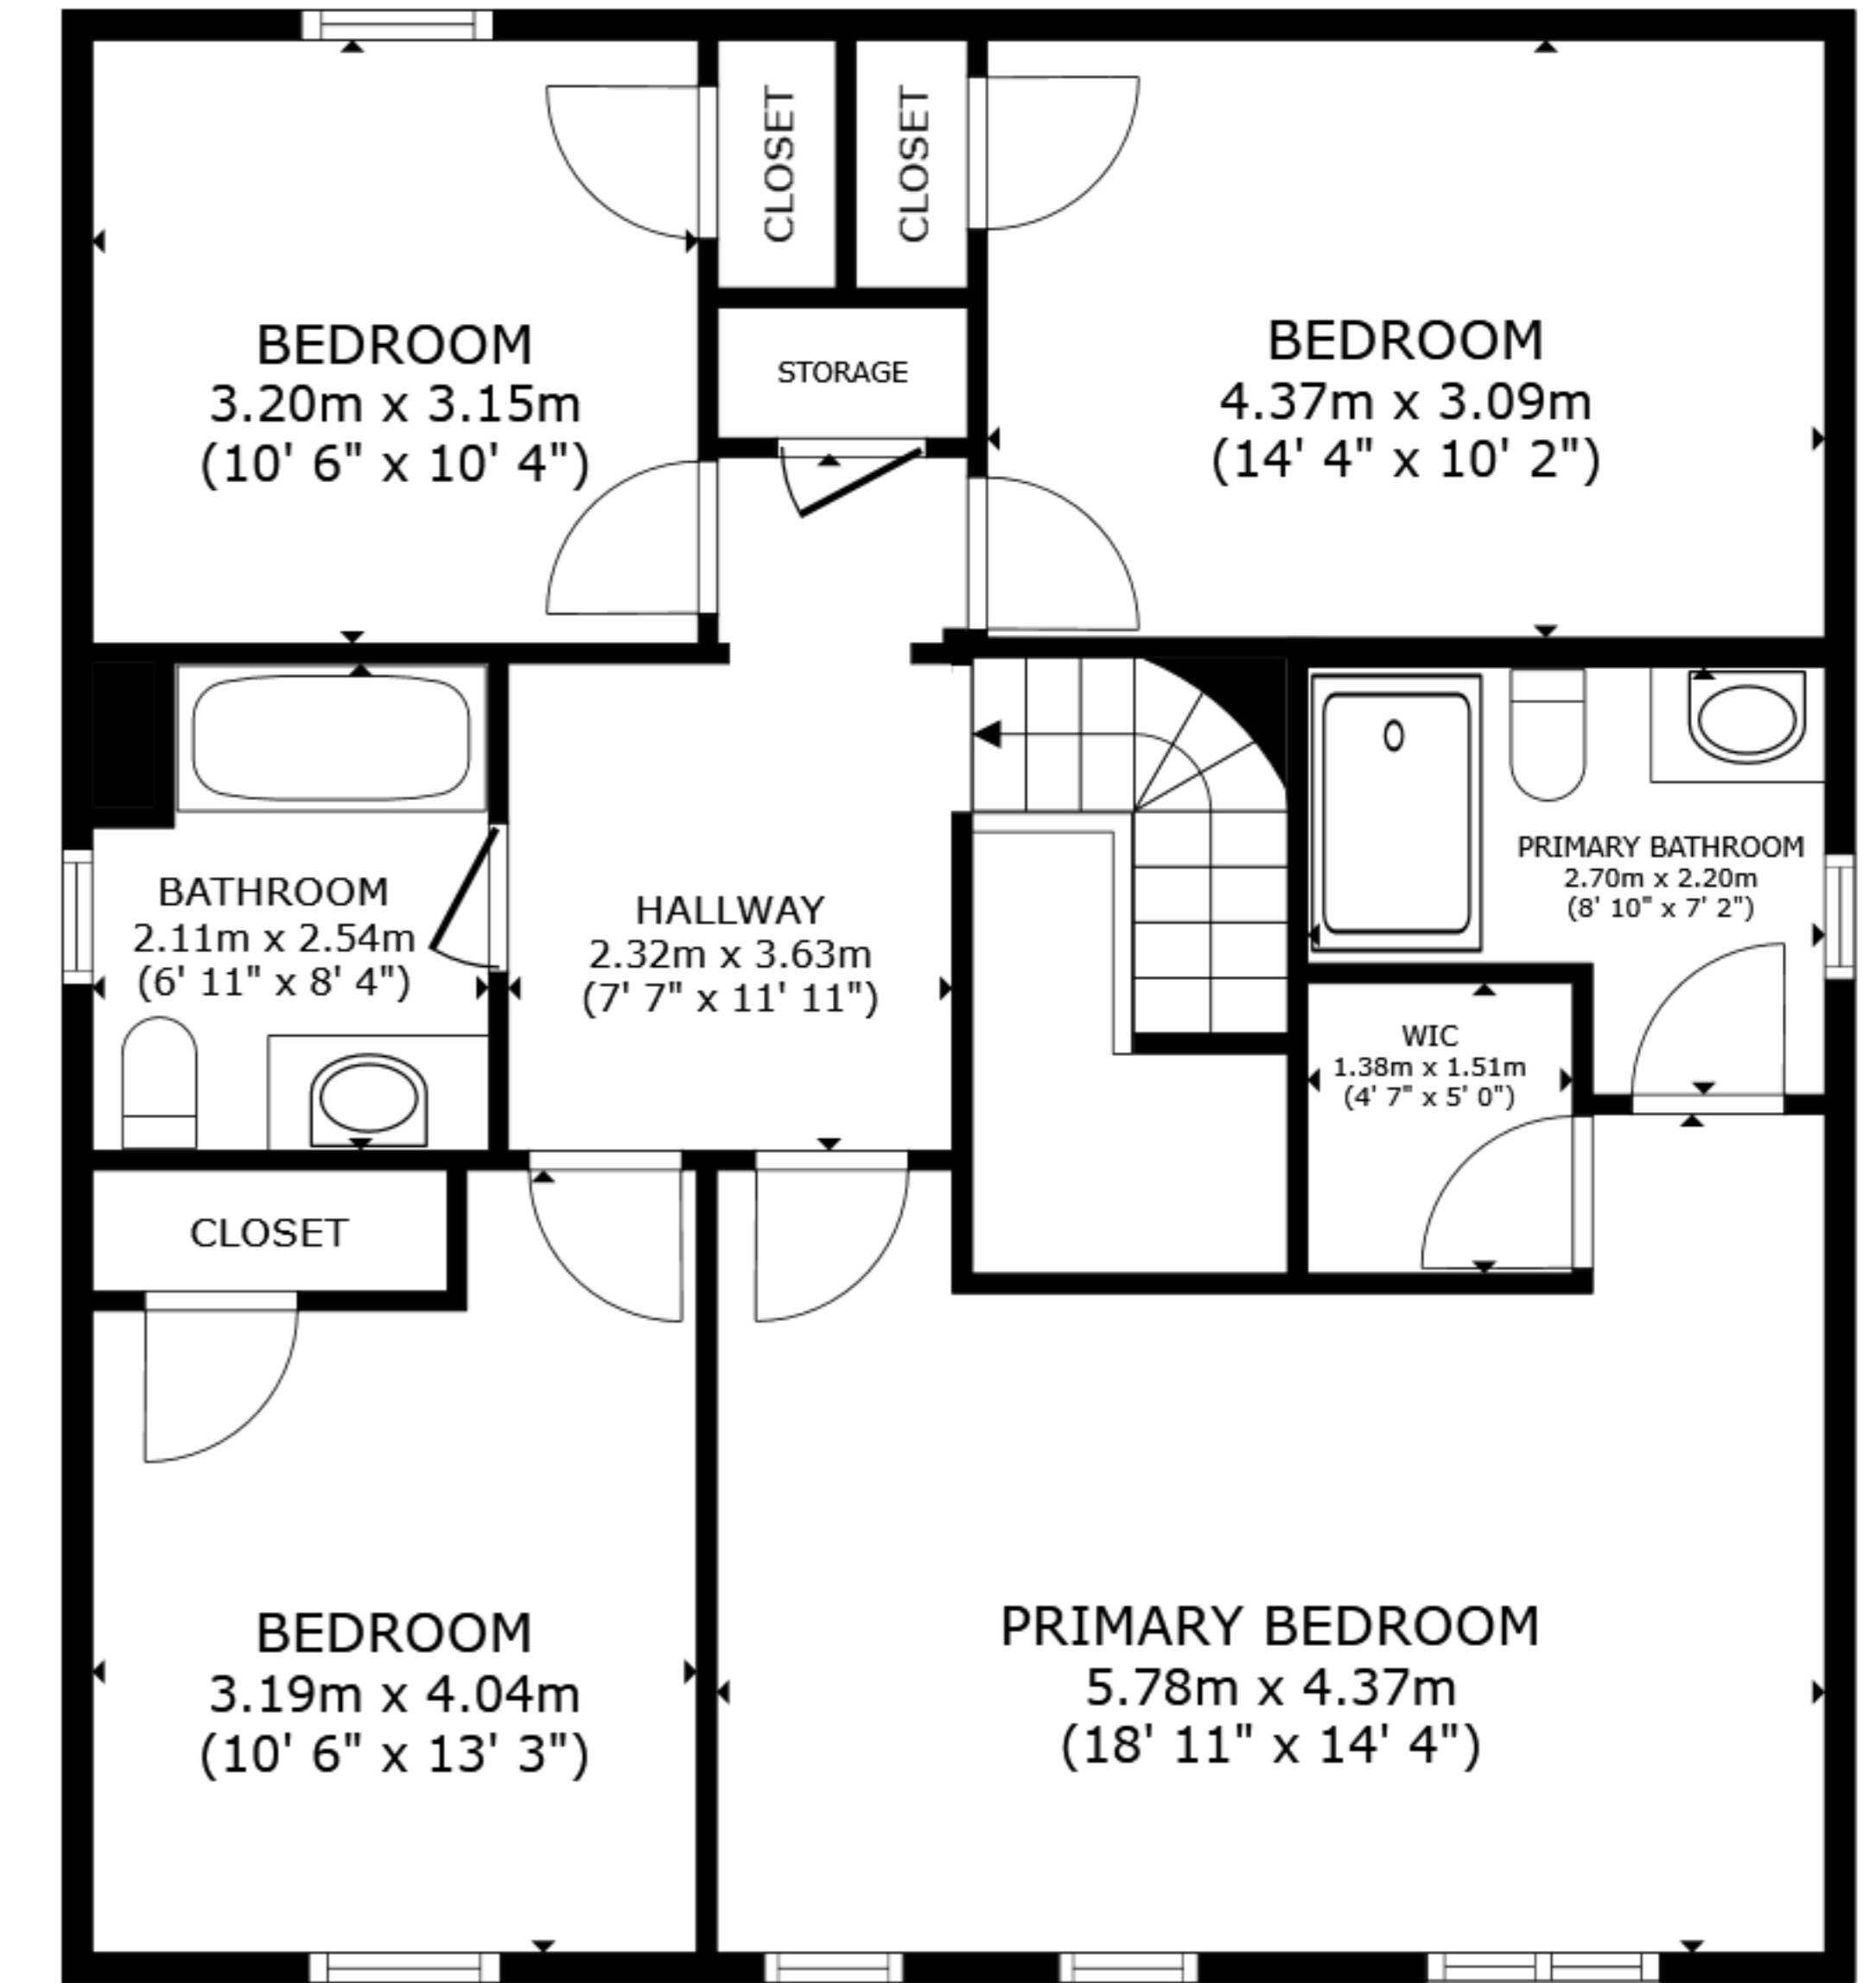 CLOSET
CLOSET
BEDROOM
3.20m x 3.15m
(10' 6" x 10' 4")
STORAGE
BEDROOM
4.37m x 3.09m
(14' 4" x 10' 2")
BATHROOM
2.11m x 2.54m
(6' 11" x 8' 4")
HALLWAY
2.32m x 3.63m
(7' 7" x 11' 11")
PRIMARY BATHROOM
2.70m x 2.20m
(8' 10" x 7' 2")
WIC
1.38m x 1.51m
(4' 7" x 5' 0")
CLOSET
BEDROOM
3.19m x 4.04m
(10' 6" x 13' 3")
PRIMARY BEDROOM
5.78m x 4.37m
(18' 11" x 14' 4")